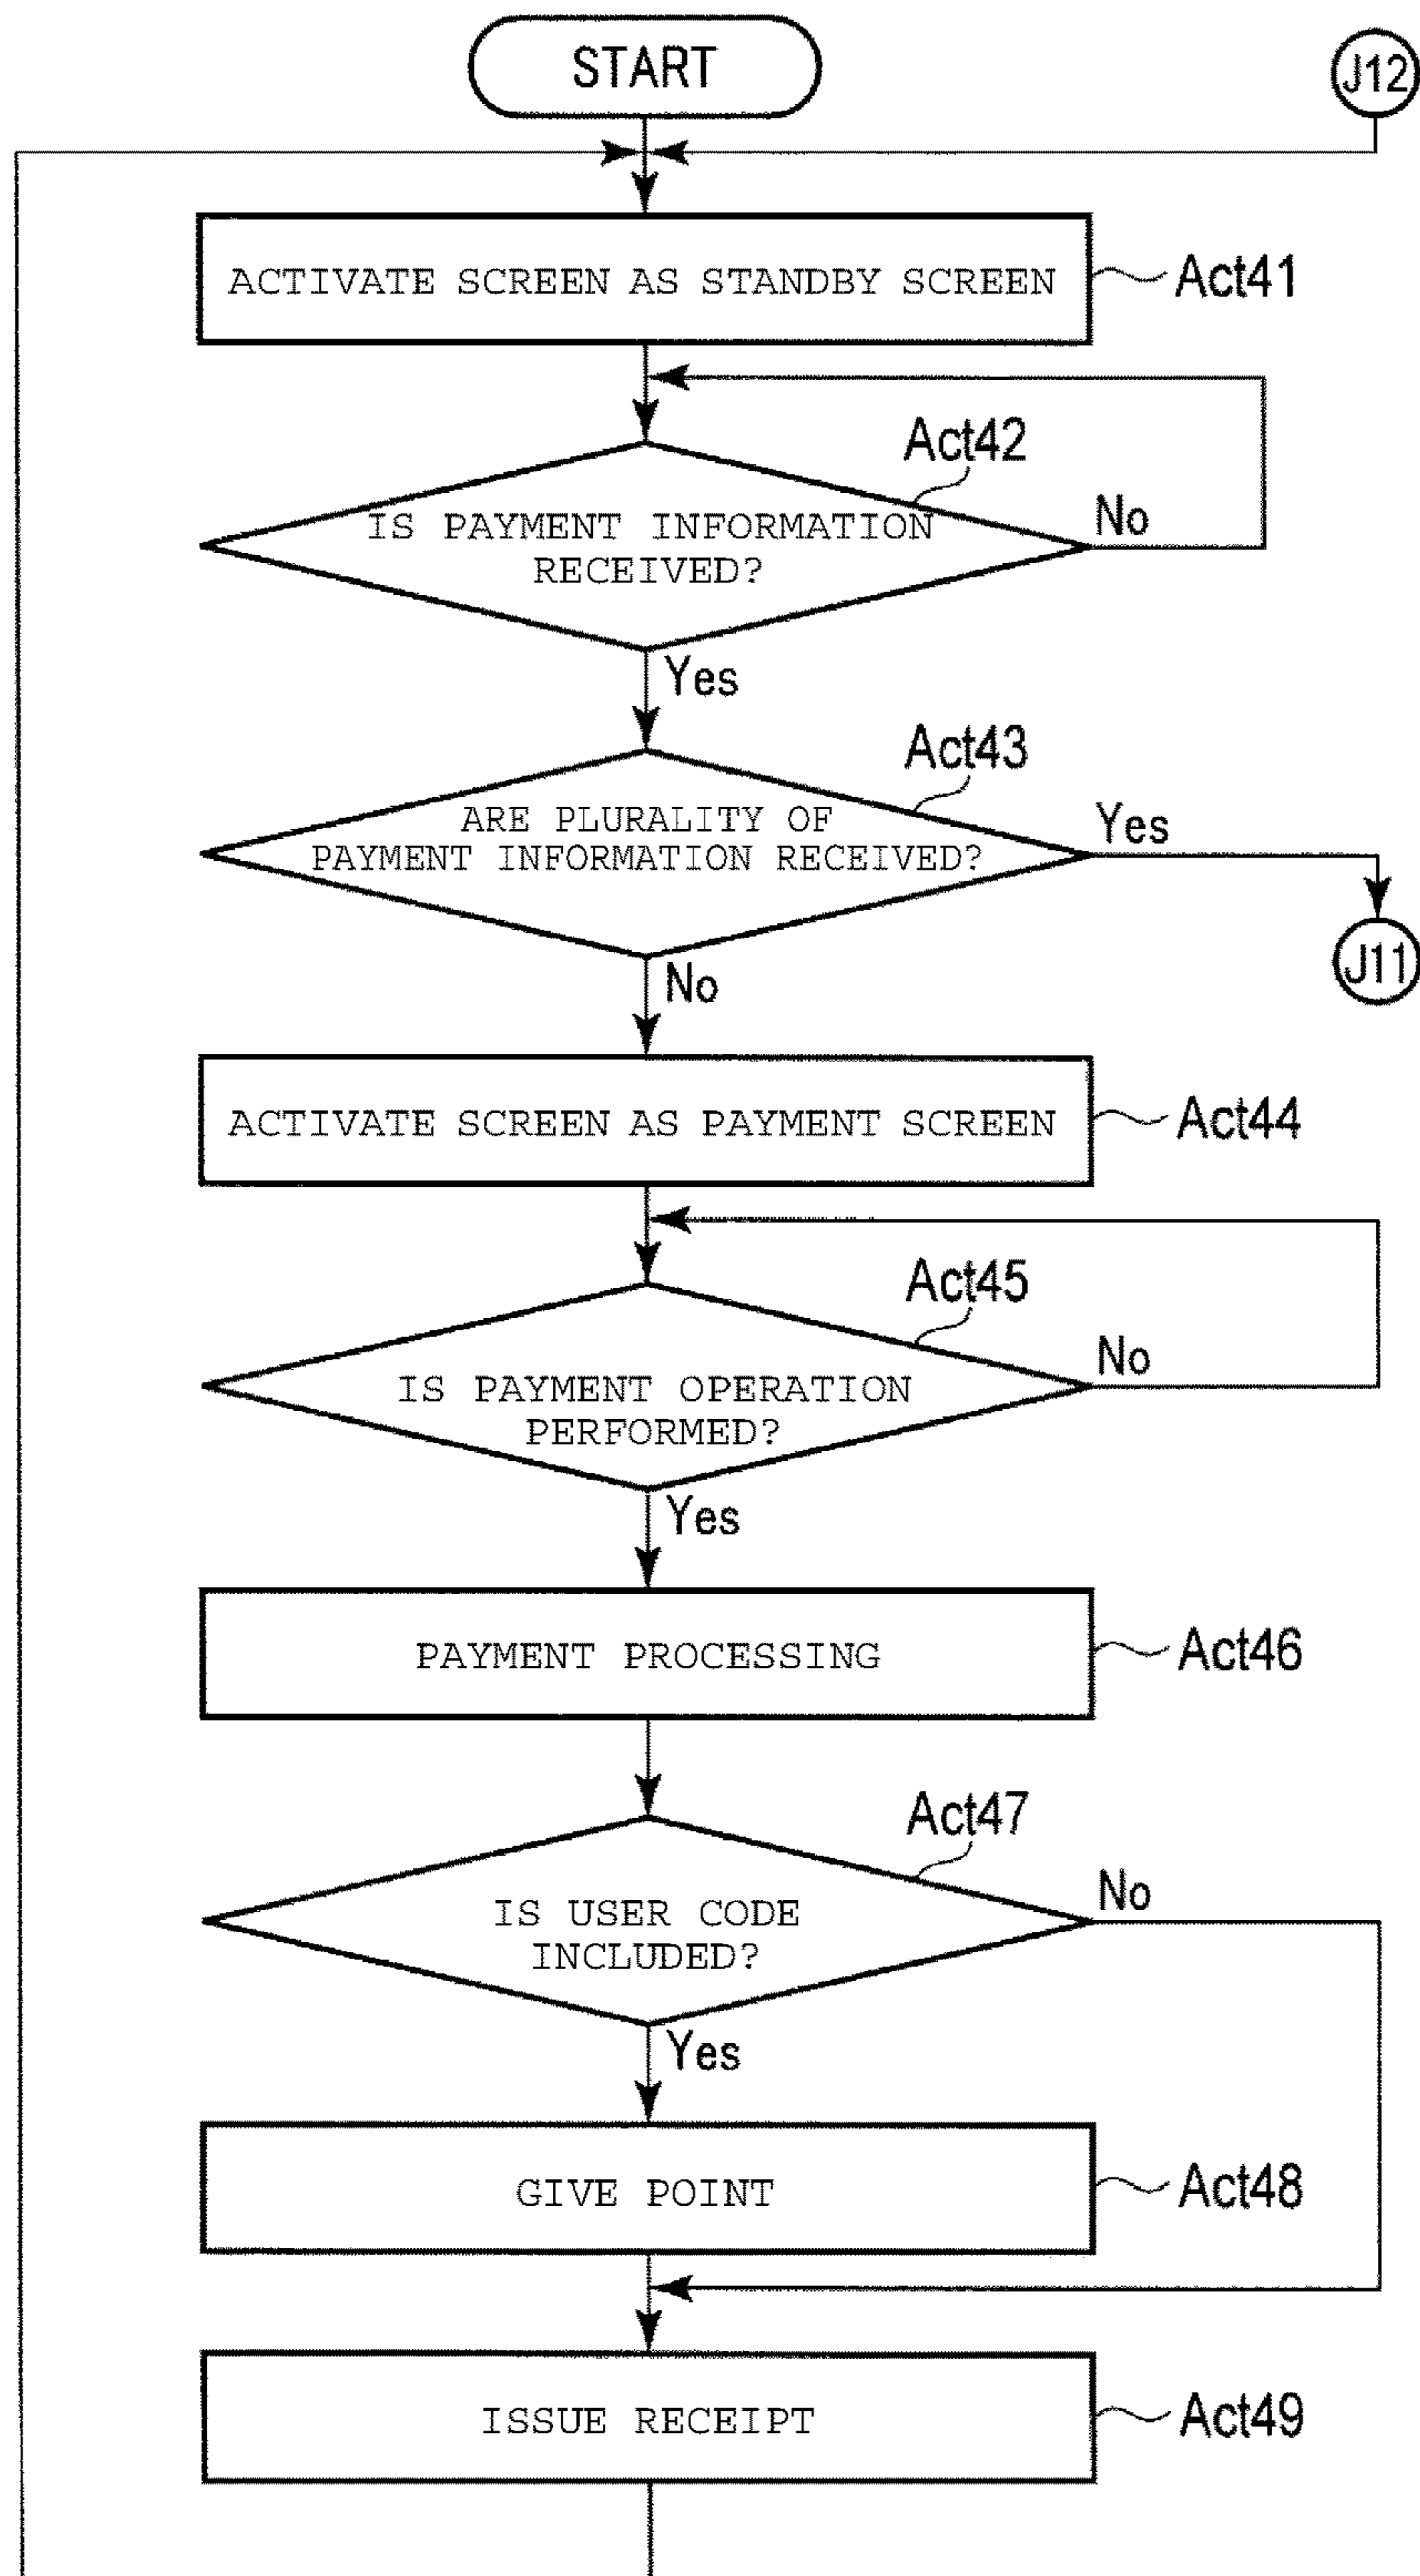 START
J12
ACTIVATE SCREEN AS STANDBY SCREEN
Act41
Act42
IS PAYMENT INFORMATION
RECEIVED?
No
Yes
Act43
ARE PLURALITY OF
PAYMENT INFORMATION RECEIVED?
Yes
J11
No
ACTIVATE SCREEN AS PAYMENT SCREEN
Act44
Act45
IS PAYMENT OPERATION
PERFORMED?
No
Yes
PAYMENT PROCESSING
Act46
Act47
IS USER CODE
INCLUDED?
No
Yes
GIVE POINT
Act48
ISSUE RECEIPT
Act49